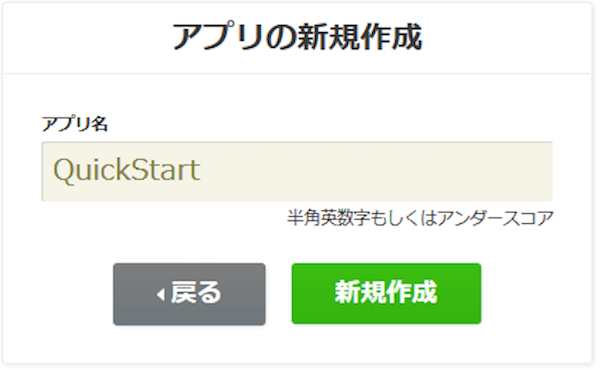 アプリの新規作成
アプリ名
QuickStart
半角英数字もしくはアンダースコア
戻る
新規作成